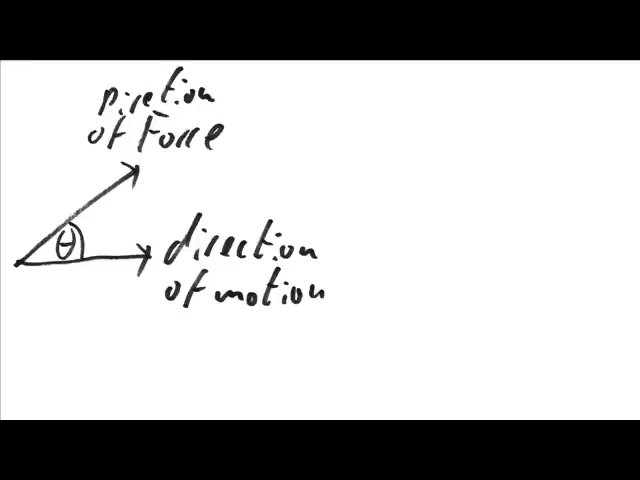 Direction
of Force
θ
direction
of motion